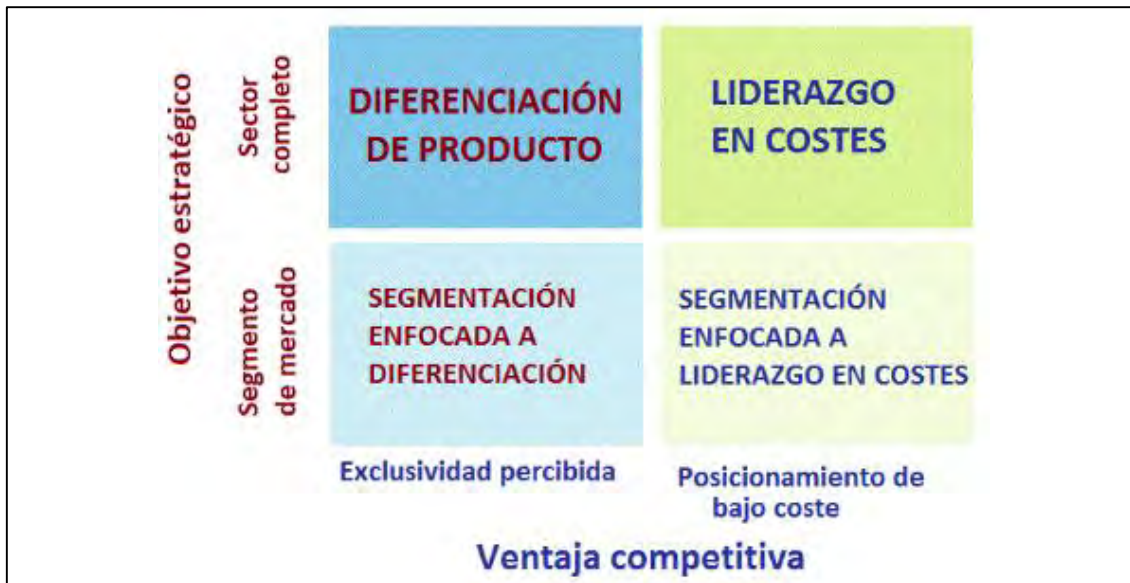 Objetivo estratégico
Sector
completo
DIFERENCIACIÓN
DE PRODUCTO
LIDERAZGO
EN COSTES
Segmento
de mercado
SEGMENTACIÓN
ENFOCADA A
DIFERENCIACIÓN
SEGMENTACIÓN
ENFOCADA A
LIDERAZGO EN COSTES
Exclusividad percibida
Posicionamiento de
bajo coste
Ventaja competitiva